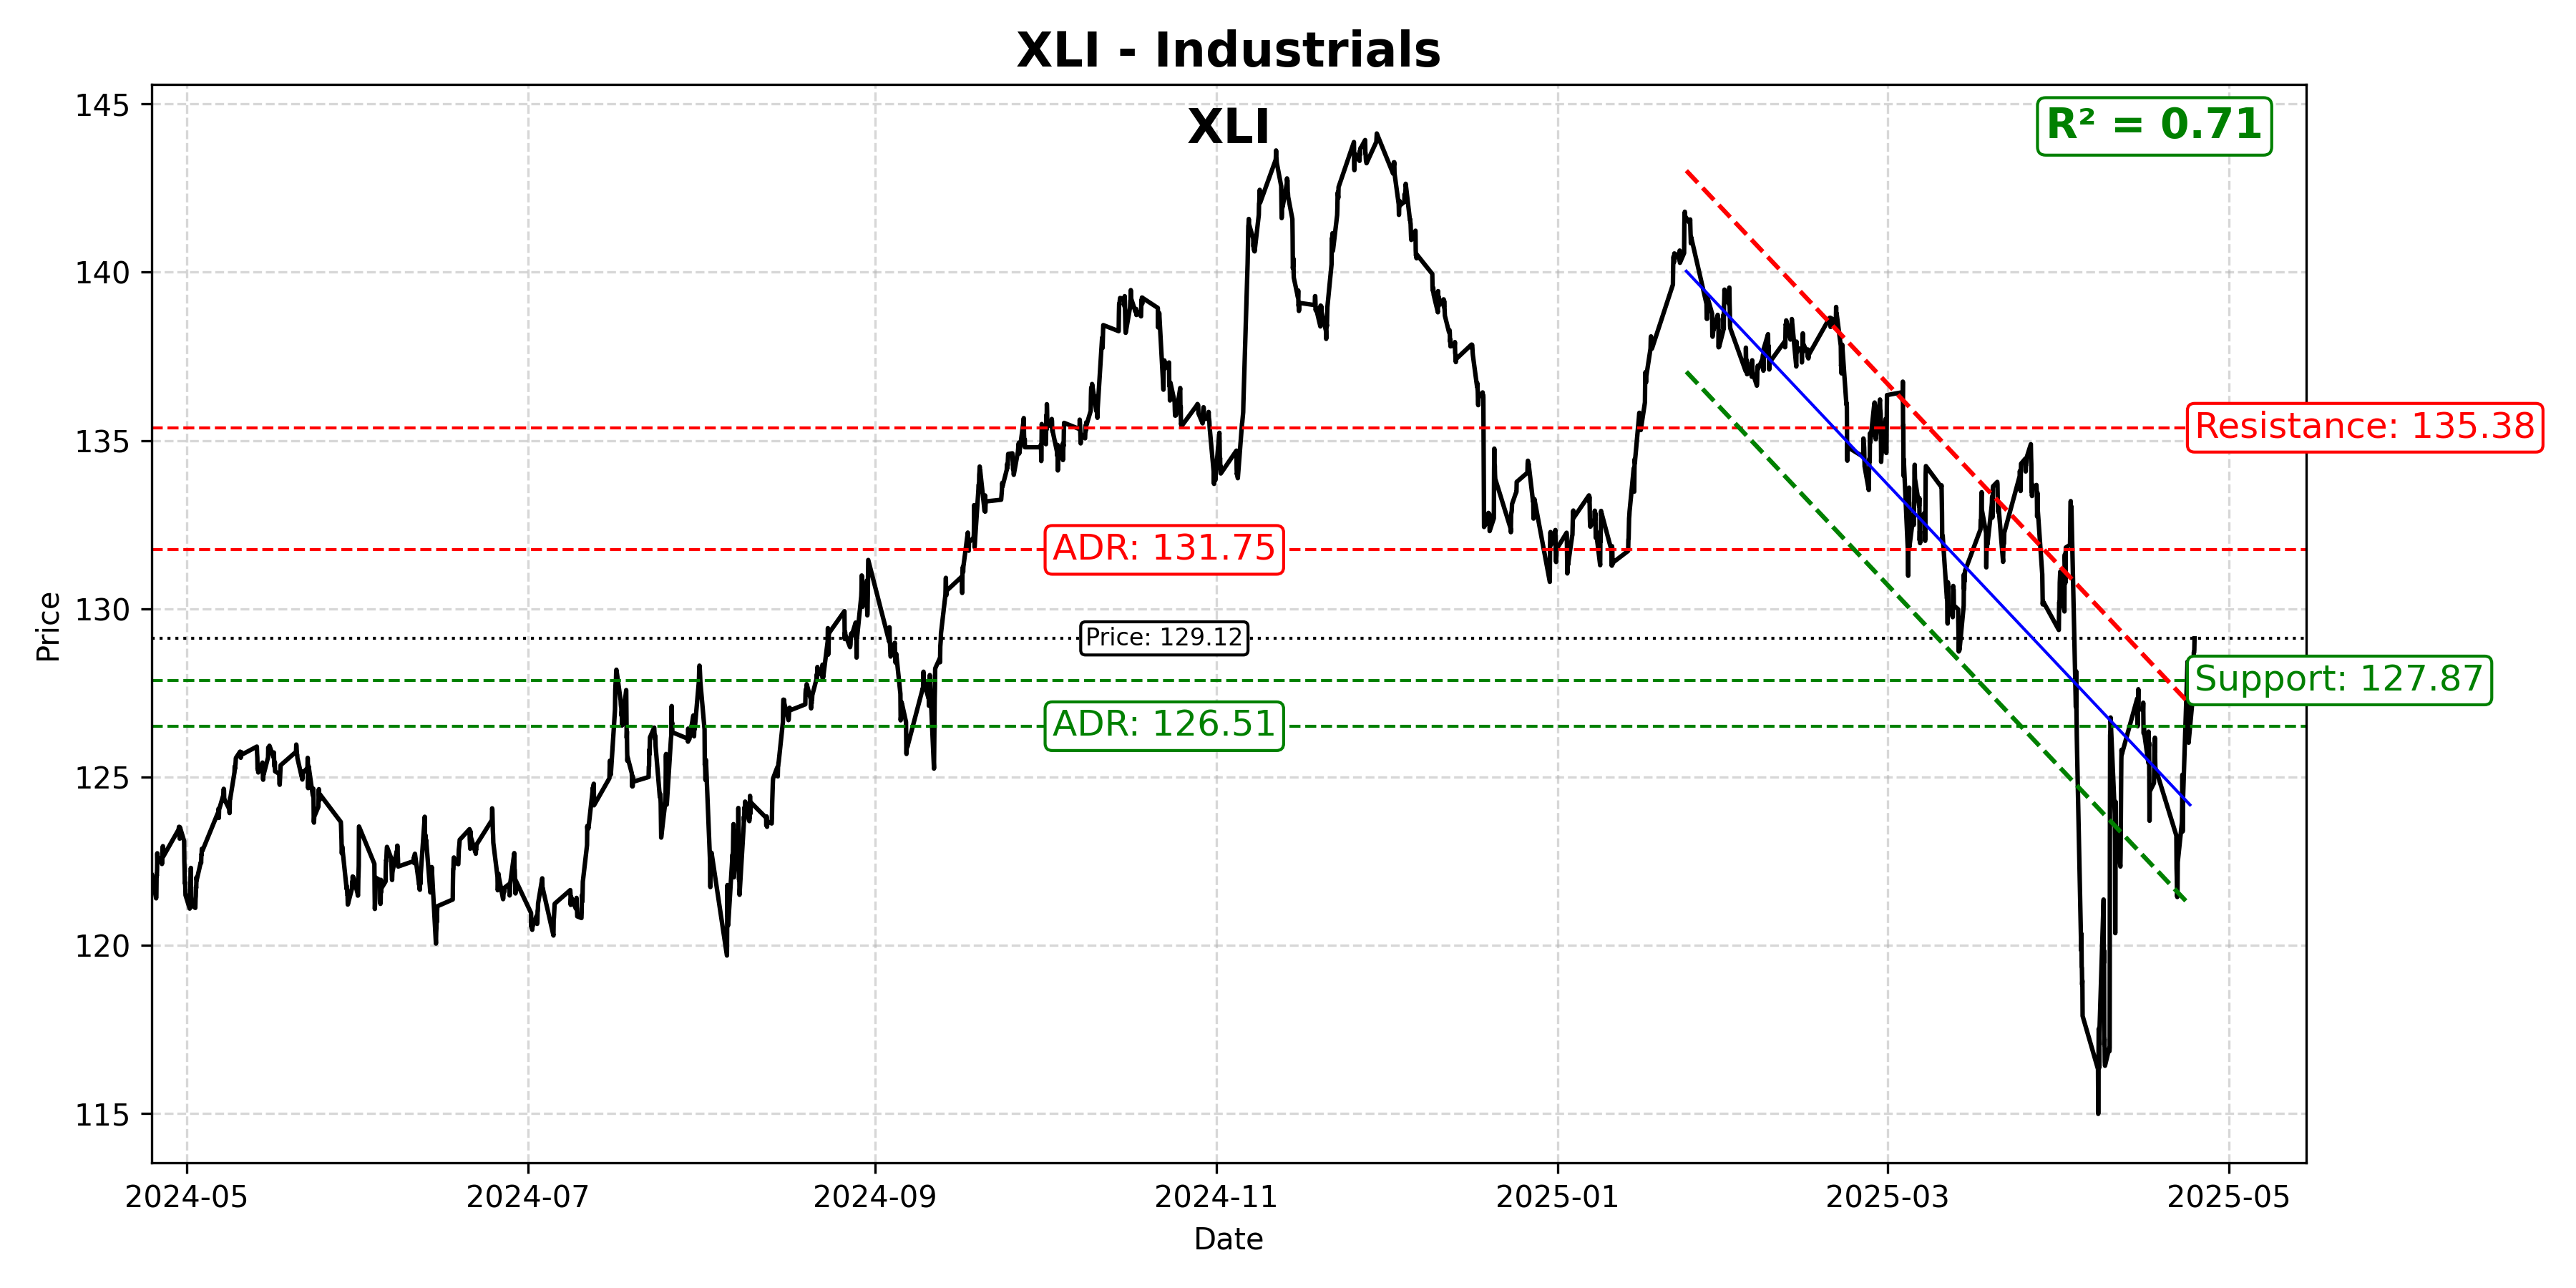 XLI - Industrials
XLI
R² = 0.71
145
140
135
130
125
120
115
Price
Resistance: 135.38
ADR: 131.75
Price: 129.12
Support: 127.87
ADR: 126.51
2024-05
2024-07
2024-09
2024-11
2025-01
2025-03
2025-05
Date